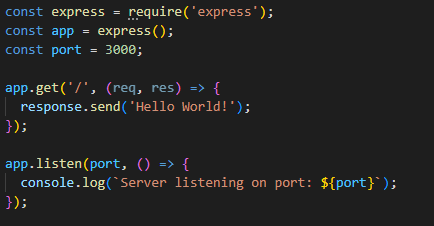 const express = require('express');
const app = express();
const port = 3000;
app.get('/', (req, res) => {
response.send('Hello World!');
});
app.listen(port, () => {
console.log(`Server listening on port: ${port}`);
});